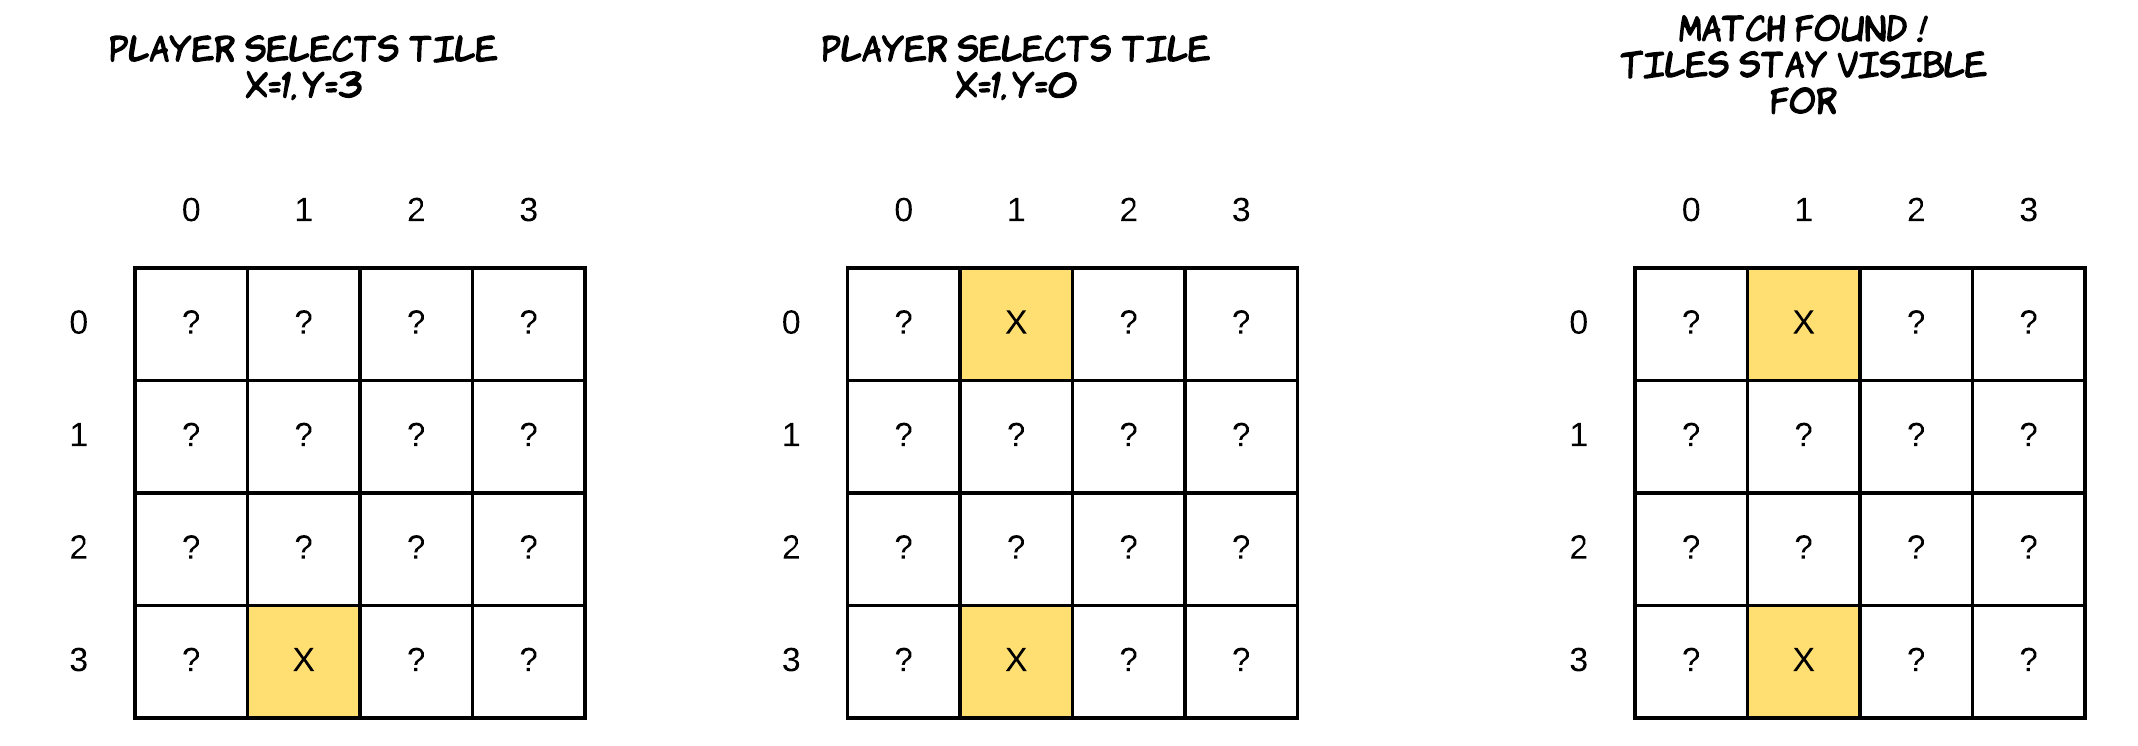 PLAYER SELECTS TILE
X=1, Y=3
0 1 2 3
0 ? ? ? ?
1 ? ? ? ?
2 ? ? ? ?
3 ? X ? ?
PLAYER SELECTS TILE
X=1, Y=0
0 1 2 3
0 ? X ? ?
1 ? ? ? ?
2 ? ? ? ?
3 ? X ? ?
MATCH FOUND !
TILES STAY VISIBLE
FOR
0 1 2 3
0 ? X ? ?
1 ? ? ? ?
2 ? ? ? ?
3 ? X ? ?